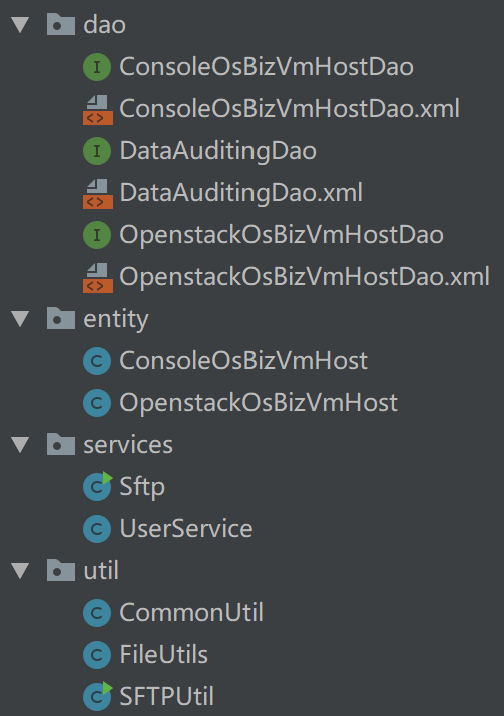 dao
ConsoleOsBizVmHostDao
ConsoleOsBizVmHostDao.xml
DataAuditingDao
DataAuditingDao.xml
OpenstackOsBizVmHostDao
OpenstackOsBizVmHostDao.xml
entity
ConsoleOsBizVmHost
OpenstackOsBizVmHost
services
Sftp
UserService
util
CommonUtil
FileUtils
SFTPUtil